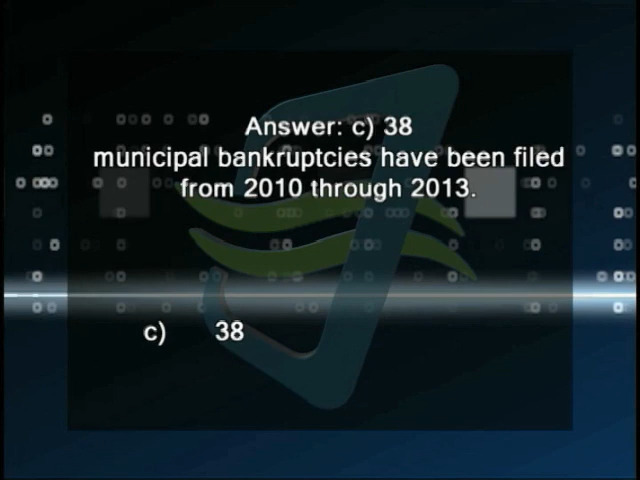 Answer: c) 38
municipal bankruptcies have been filed
from 2010 through 2013.
c) 38